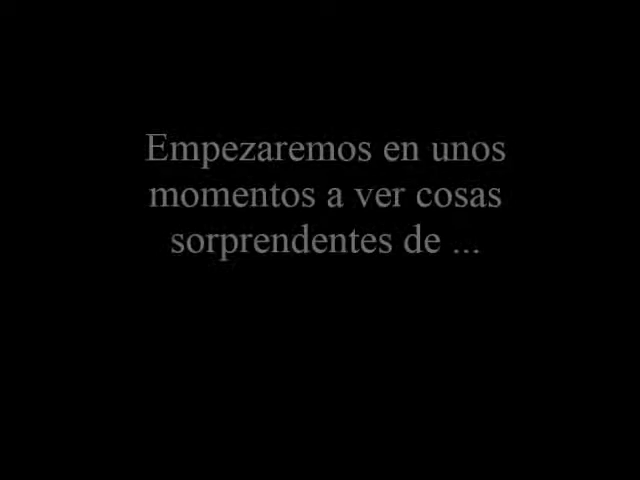 Empezaremos en unos
momentos a ver cosas
sorprendentes de ...